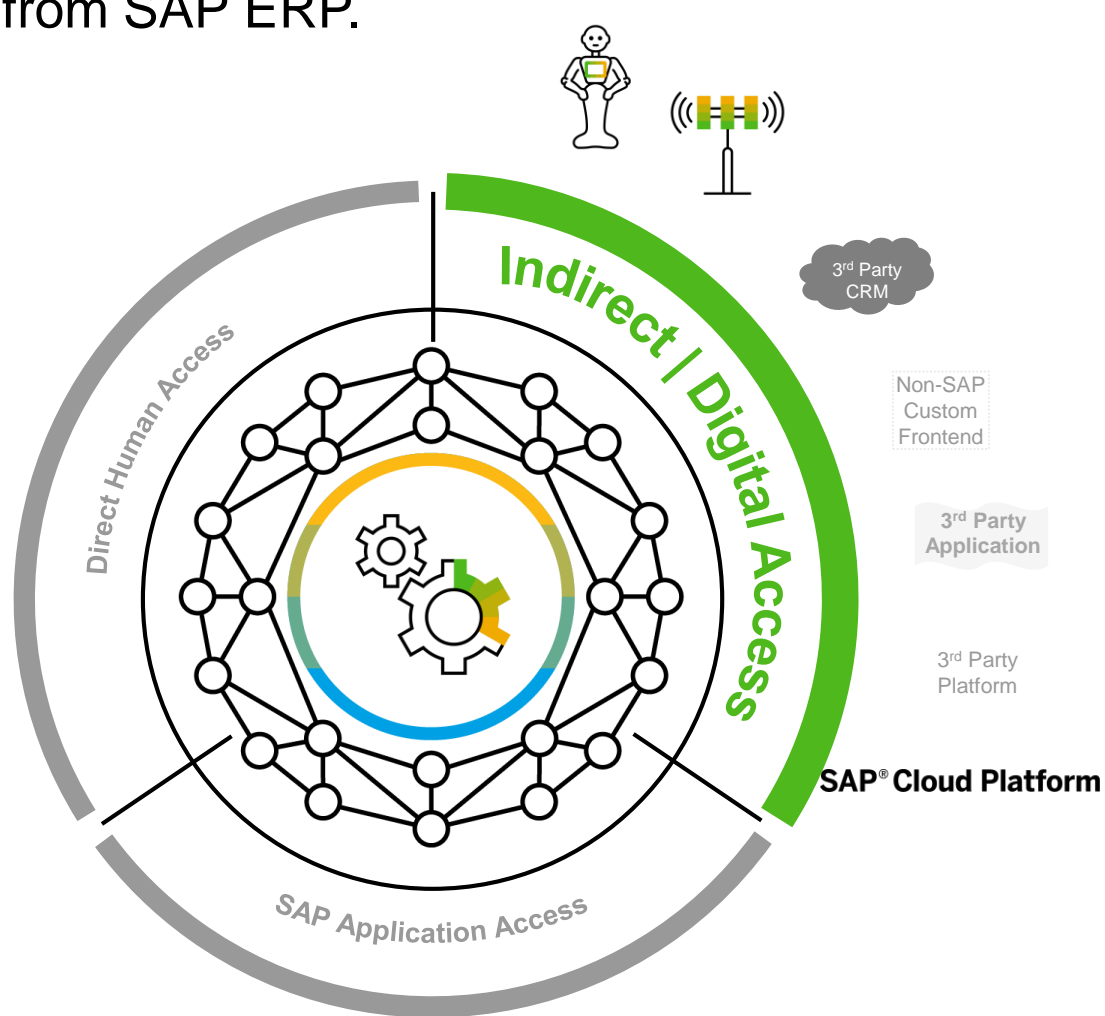 from SAP ERP.
3rd Party
CRM
Indirect | Digital Access
Direct Human Access
Non-SAP
Custom
Frontend
3rd Party
Application
3rd Party
Platform
SAP® Cloud Platform
SAP Application Access